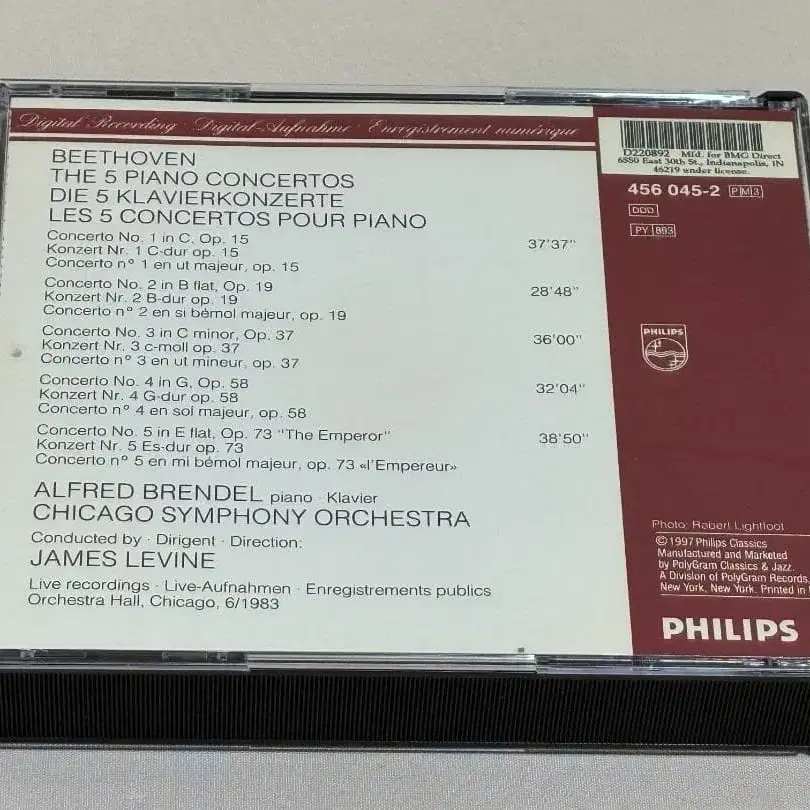 Digital Recording · Digital-Aufnahme · Enregistrement numérique
BEETHOVEN
THE 5 PIANO CONCERTOS
DIE 5 KLAVIERKONZERTE
LES 5 CONCERTOS POUR PIANO
Concerto No. 1 in C, Op. 15
Konzert Nr. 1 C-dur op. 15
Concerto n° 1 en ut majeur, op. 15
37'37"
Concerto No. 2 in B flat, Op. 19
Konzert Nr. 2 B-dur op. 19
Concerto n° 2 en si bémol majeur, op. 19
28'48"
Concerto No. 3 in C minor, Op. 37
Konzert Nr. 3 c-moll op. 37
Concerto n° 3 en ut mineur, op. 37
36'00"
Concerto No. 4 in G, Op. 58
Konzert Nr. 4 G-dur op. 58
Concerto n° 4 en sol majeur, op. 58
32'04"
Concerto No. 5 in E flat, Op. 73 "The Emperor"
Konzert Nr. 5 Es-dur op. 73
Concerto n° 5 en mi bémol majeur, op. 73 «l'Empereur»
38'50"
ALFRED BRENDEL piano · Klavier
CHICAGO SYMPHONY ORCHESTRA
Conducted by · Dirigent · Direction:
JAMES LEVINE
Live recordings · Live-Aufnahmen · Enregistrements publics
Orchestra Hall, Chicago, 6/1983
D220892 Mfd. for BMG Direct
6550 East 30th St., Indianapolis, IN
46219 under license.
456 045-2 PM3
DDD
PY 893
PHILIPS
Photo: Robert Lightfoot
© 1997 Philips Classics
Manufactured and Marketed
by PolyGram Classics & Jazz.
A Division of PolyGram Records,
New York, New York. Printed in
PHILIPS